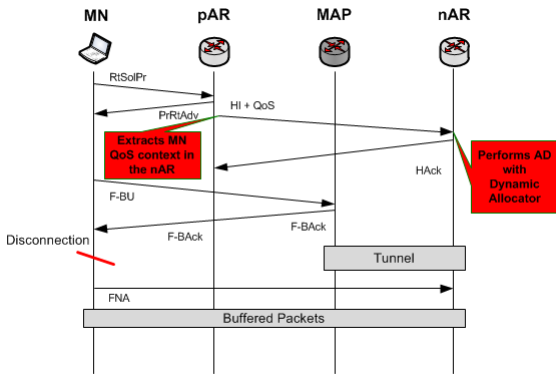 MN
pAR
MAP
nAR
RtSolPr
PrRtAdv
HI + QoS
Extracts MN
QoS context in
the nAR
HAck
Performs AD
with
Dynamic
Allocator
F-BU
F-BAck
F-BAck
Disconnection
Tunnel
FNA
Buffered Packets